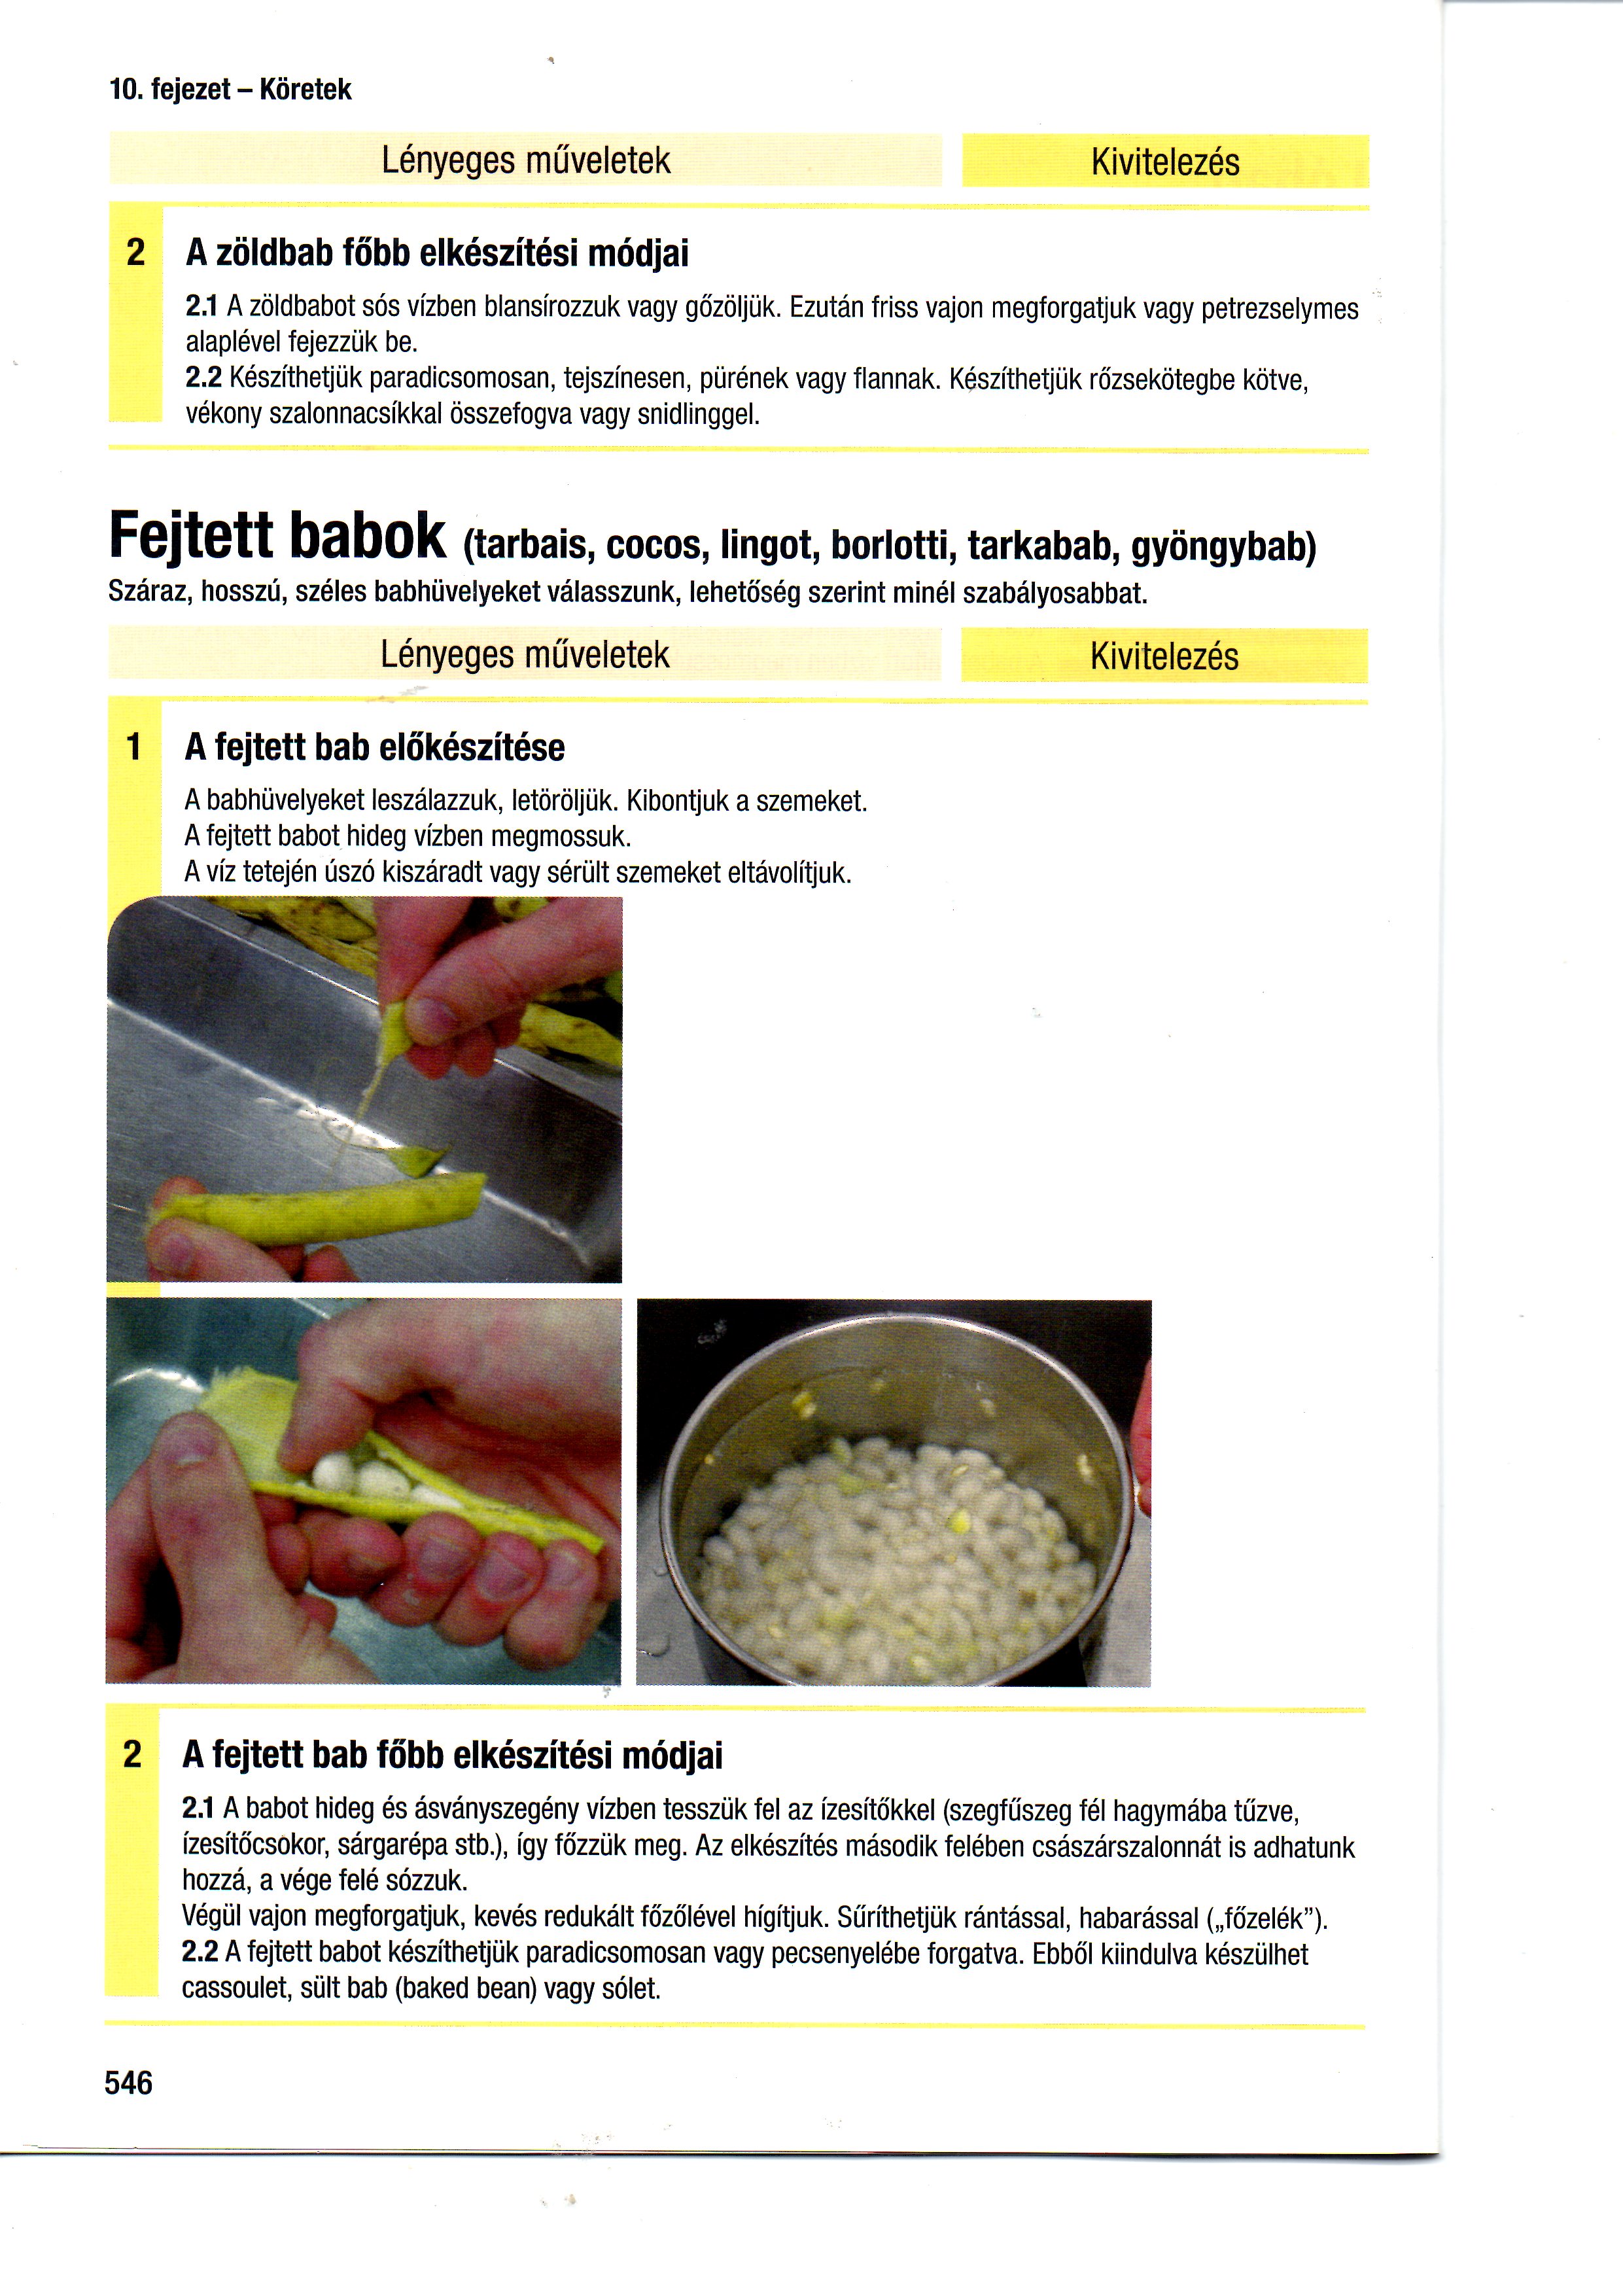 10. fejezet – Köretek
Lényeges műveletek
Kivitelezés
2 A zöldbab főbb elkészítési módjai
2.1 A zöldbabot sós vízben blansírozzuk vagy gőzöljük. Ezután friss vajon megforgatjuk vagy petrezselymes
alaplével fejezzük be.
2.2 Készíthetjük paradicsomosan, tejszínesen, pürének vagy flannak. Készíthetjük rőzsekötegbe kötve,
vékony szalonnacsíkkal összefogva vagy snidlinggel.
Fejtett babok (tarbais, cocos, lingot, borlotti, tarkabab, gyöngybab)
Száraz, hosszú, széles babhüvelyeket válasszunk, lehetőség szerint minél szabályosabbat.
Lényeges műveletek
Kivitelezés
1 A fejtett bab előkészítése
A babhüvelyeket leszálazzuk, letöröljük. Kibontjuk a szemeket.
A fejtett babot hideg vízben megmossuk.
A víz tetején úszó kiszáradt vagy sérült szemeket eltávolítjuk.
2 A fejtett bab főbb elkészítési módjai
2.1 A babot hideg és ásványszegény vízben tesszük fel az ízesítőkkel (szegfűszeg fél hagymába tűzve,
ízesítőcsokor, sárgarépa stb.), így főzzük meg. Az elkészítés második felében császárszalonnát is adhatunk
hozzá, a vége felé sózzuk.
Végül vajon megforgatjuk, kevés redukált főzőlével hígítjuk. Sűríthetjük rántással, habarással („főzelék”).
2.2 A fejtett babot készíthetjük paradicsomosan vagy pecsenyelébe forgatva. Ebből kiindulva készülhet
cassoulet, sült bab (baked bean) vagy sólet.
546